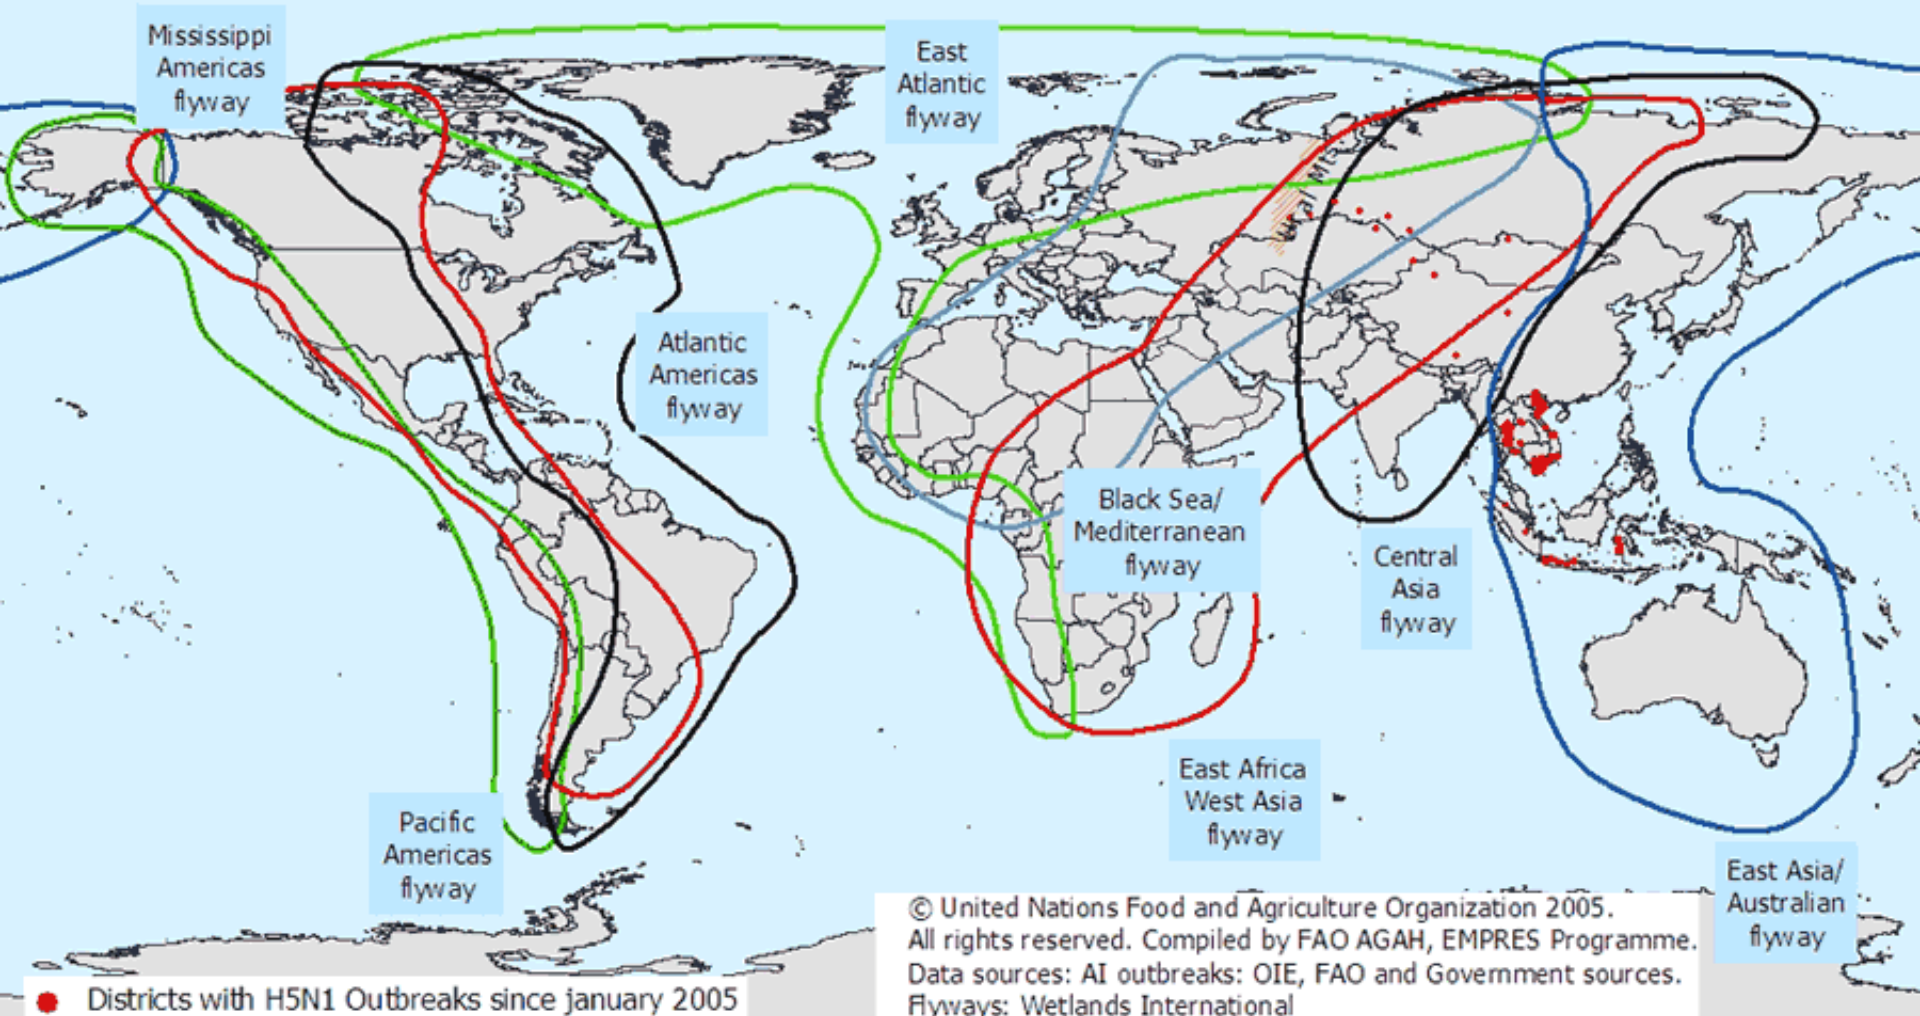 Mississippi
Americas
flyway
East
Atlantic
flyway
Atlantic
Americas
flyway
Black Sea/
Mediterranean
flyway
Central
Asia
flyway
East Africa
West Asia
flyway
Pacific
Americas
flyway
East Asia/
Australian
flyway
© United Nations Food and Agriculture Organization 2005.
All rights reserved. Compiled by FAO AGAH, EMPRES Programme.
Data sources: AI outbreaks: OIE, FAO and Government sources.
Flyways: Wetlands International
Districts with H5N1 Outbreaks since january 2005